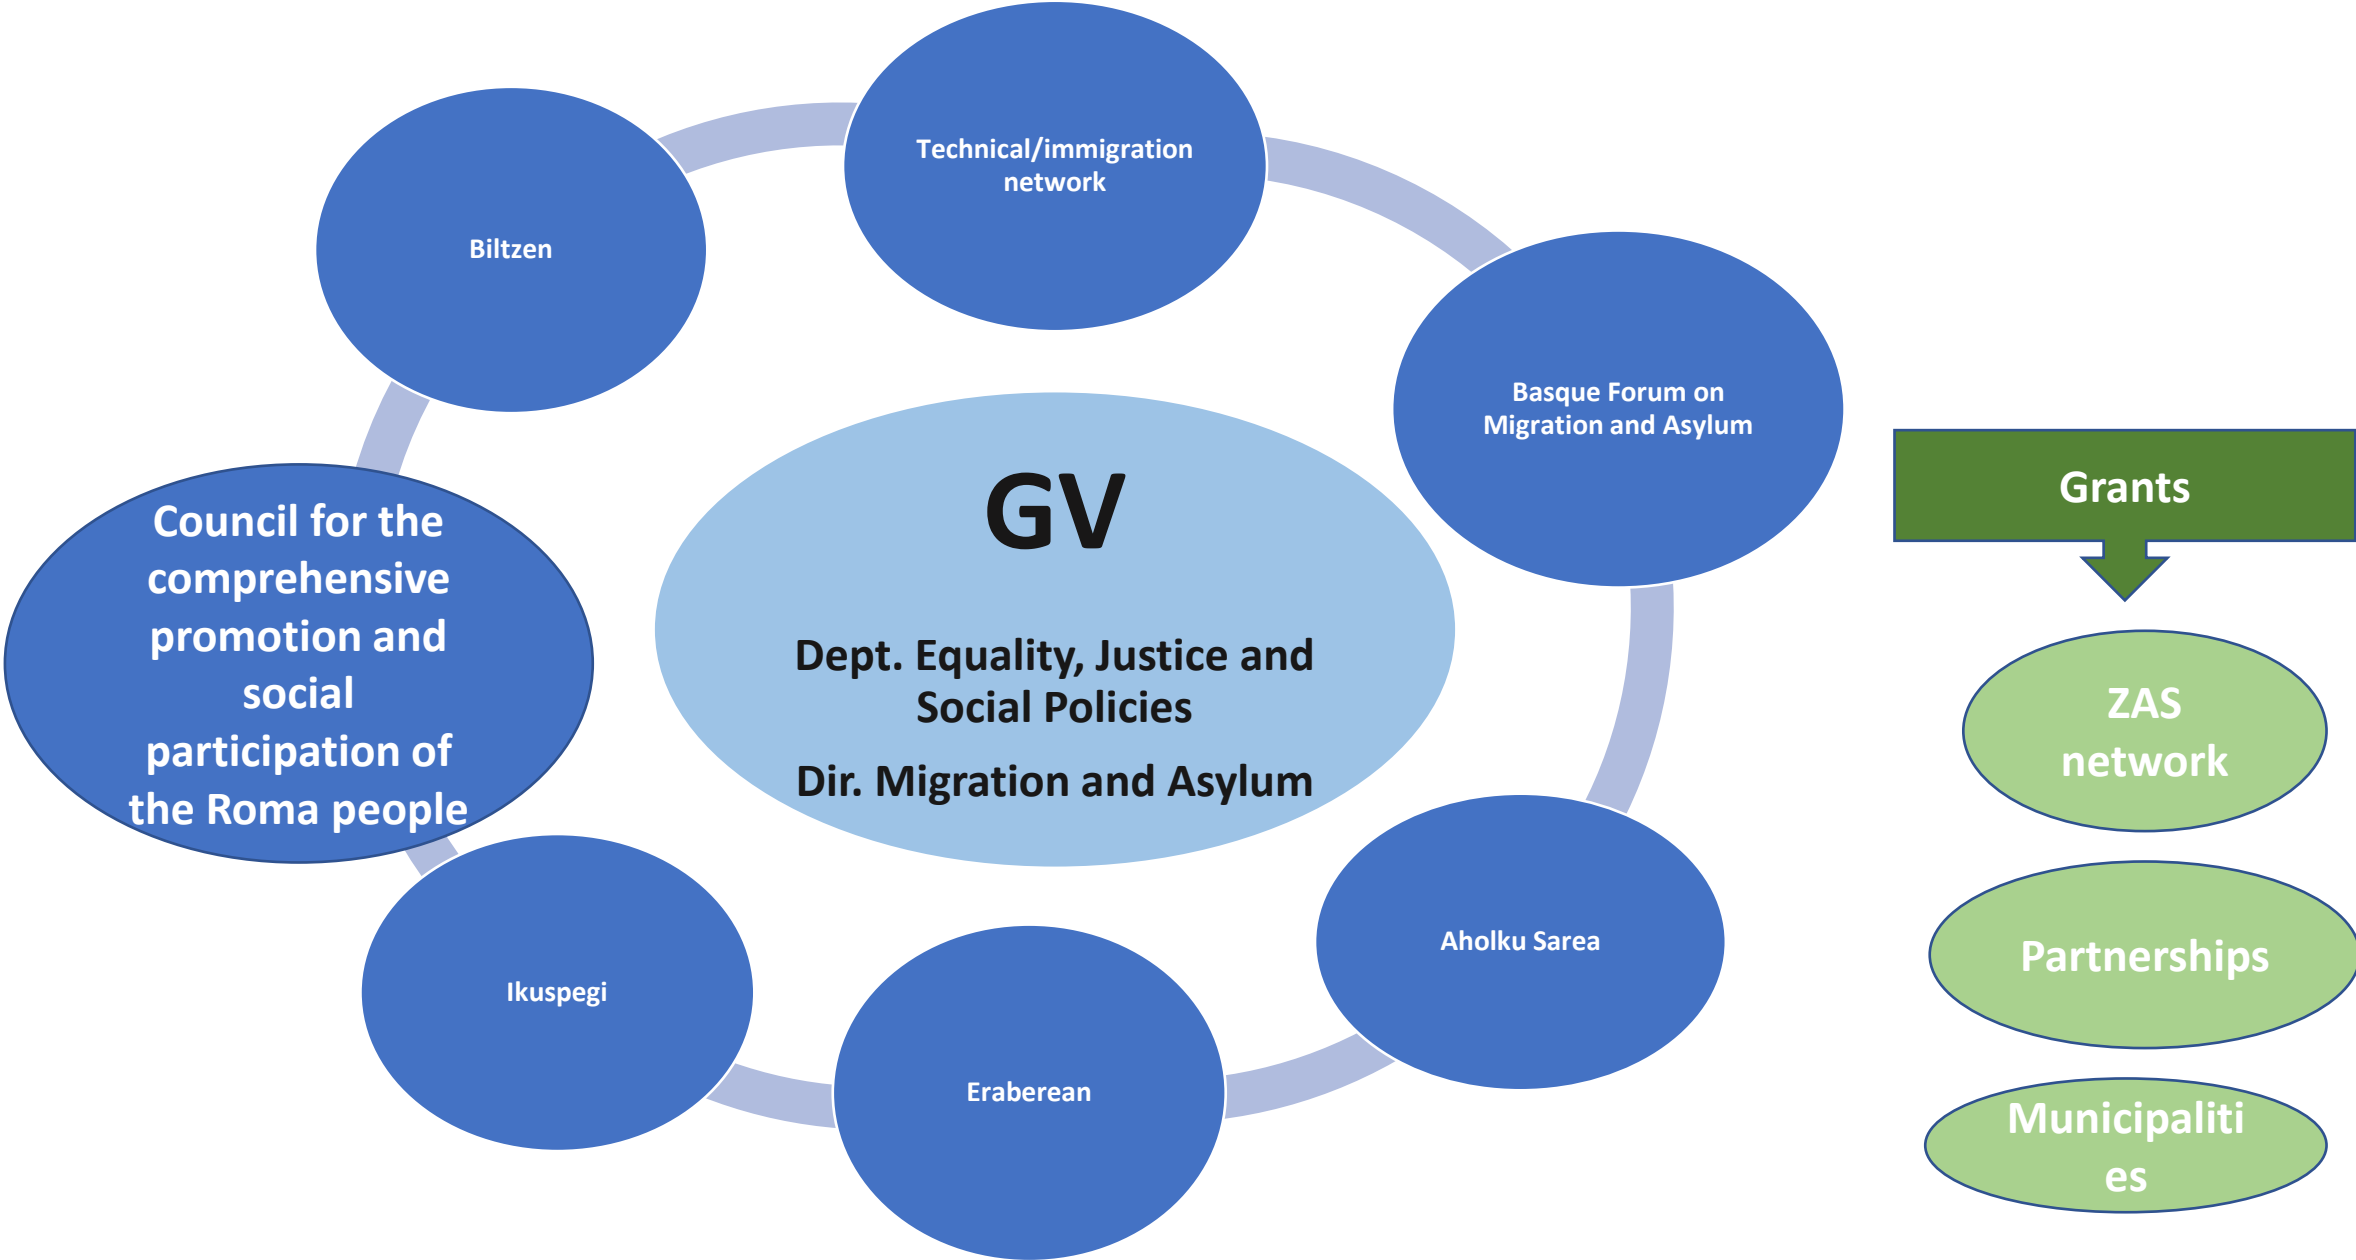 Technical/immigration
network
Biltzen
Basque Forum on
Migration and Asylum
GV
Dept. Equality, Justice and
Social Policies
Dir. Migration and Asylum
Council for the
comprehensive
promotion and
social
participation of
the Roma people
Aholku Sarea
Ikuspegi
Eraberean
Grants
ZAS
network
Partnerships
Municipaliti
es